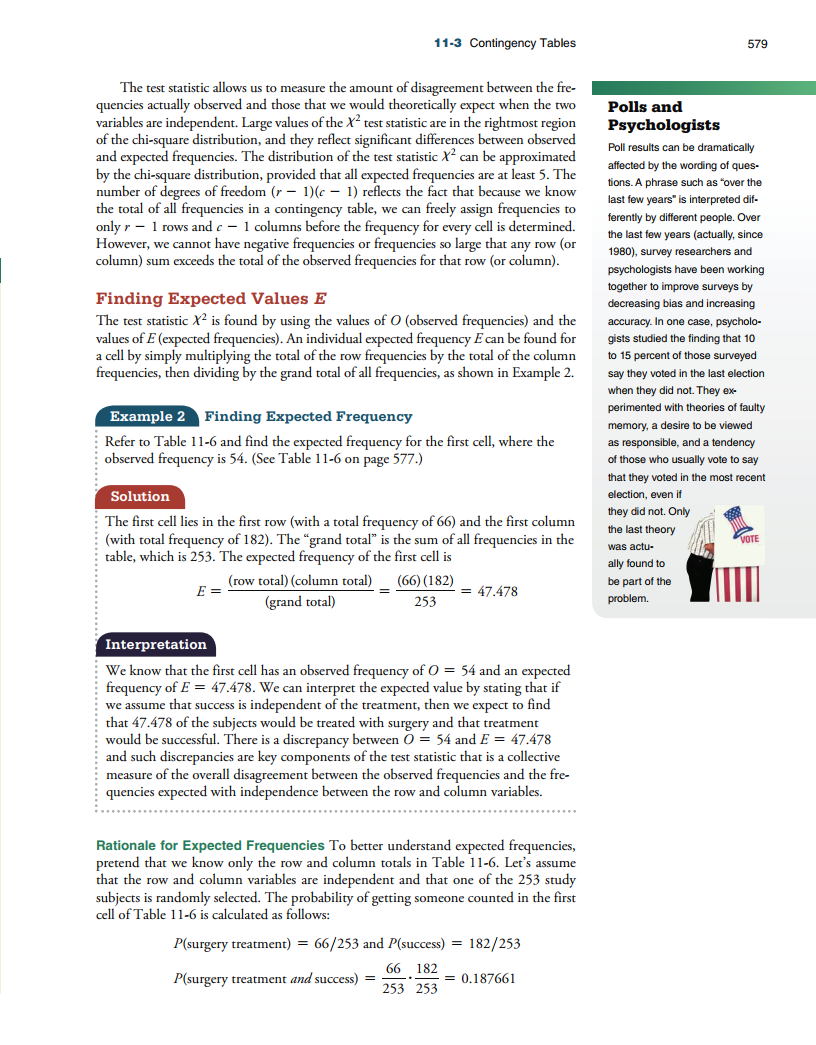 11-3 Contingency Tables 579
The test statistic allows us to measure the amount of disagreement between the fre-
quencies actually observed and those that we would theoretically expect when the two
variables are independent. Large values of the χ² test statistic are in the rightmost region
of the chi-square distribution, and they reflect significant differences between observed
and expected frequencies. The distribution of the test statistic χ² can be approximated
by the chi-square distribution, provided that all expected frequencies are at least 5. The
number of degrees of freedom (r − 1)(c − 1) reflects the fact that because we know
the total of all frequencies in a contingency table, we can freely assign frequencies to
only r − 1 rows and c − 1 columns before the frequency for every cell is determined.
However, we cannot have negative frequencies or frequencies so large that any row (or
column) sum exceeds the total of the observed frequencies for that row (or column).
Finding Expected Values E
The test statistic χ² is found by using the values of O (observed frequencies) and the
values of E (expected frequencies). An individual expected frequency E can be found for
a cell by simply multiplying the total of the row frequencies by the total of the column
frequencies, then dividing by the grand total of all frequencies, as shown in Example 2.
Example 2 Finding Expected Frequency
Refer to Table 11-6 and find the expected frequency for the first cell, where the
observed frequency is 54. (See Table 11-6 on page 577.)
Solution
The first cell lies in the first row (with a total frequency of 66) and the first column
(with total frequency of 182). The “grand total” is the sum of all frequencies in the
table, which is 253. The expected frequency of the first cell is
E = (row total)(column total) / (grand total) = (66)(182) / 253 = 47.478
Interpretation
We know that the first cell has an observed frequency of O = 54 and an expected
frequency of E = 47.478. We can interpret the expected value by stating that if
we assume that success is independent of the treatment, then we expect to find
that 47.478 of the subjects would be treated with surgery and that treatment
would be successful. There is a discrepancy between O = 54 and E = 47.478
and such discrepancies are key components of the test statistic that is a collective
measure of the overall disagreement between the observed frequencies and the fre-
quencies expected with independence between the row and column variables.
Rationale for Expected Frequencies To better understand expected frequencies,
pretend that we know only the row and column totals in Table 11-6. Let’s assume
that the row and column variables are independent and that one of the 253 study
subjects is randomly selected. The probability of getting someone counted in the first
cell of Table 11-6 is calculated as follows:
P(surgery treatment) = 66/253 and P(success) = 182/253
P(surgery treatment and success) = 66/253 · 182/253 = 0.187661
Polls and
Psychologists
Poll results can be dramatically
affected by the wording of ques-
tions. A phrase such as “over the
last few years” is interpreted dif-
ferently by different people. Over
the last few years (actually, since
1980), survey researchers and
psychologists have been working
together to improve surveys by
decreasing bias and increasing
accuracy. In one case, psycholo-
gists studied the finding that 10
to 15 percent of those surveyed
say they voted in the last election
when they did not. They ex-
perimented with theories of faulty
memory, a desire to be viewed
as responsible, and a tendency
of those who usually vote to say
that they voted in the most recent
election, even if
they did not. Only
the last theory
was actu-
ally found to
be part of the
problem.
VOTE